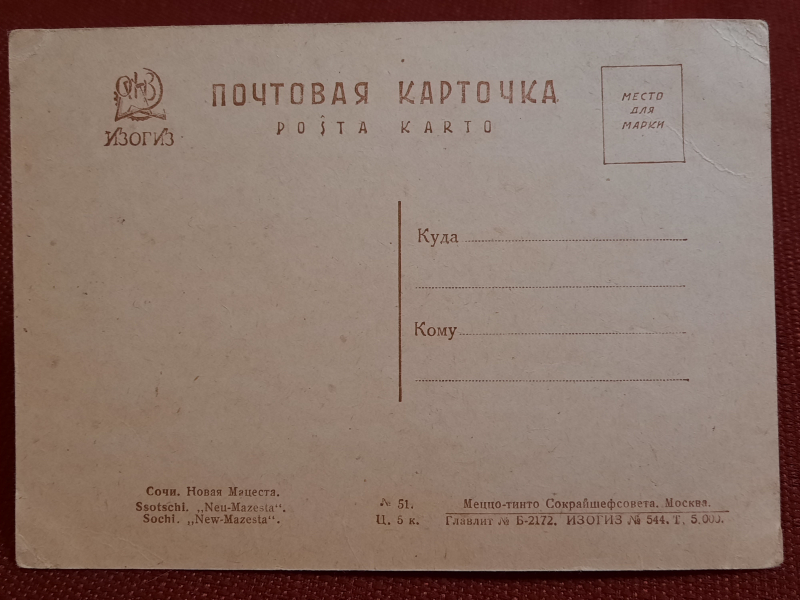 ИЗОГИЗ
ПОЧТОВАЯ КАРТОЧКА
POŜTA KARTO
МЕСТО
ДЛЯ
МАРКИ
Куда
Кому
Сочи. Новая Мацеста.
Ssotschi. „Neu-Mazesta“.
Sochi. „New-Mazesta“.
№ 51.
Ц. 5 к.
Меццо-тинто Сокрайшефсовета. Москва.
Главлит № Б-2172. ИЗОГИЗ № 544. Т. 5.000.